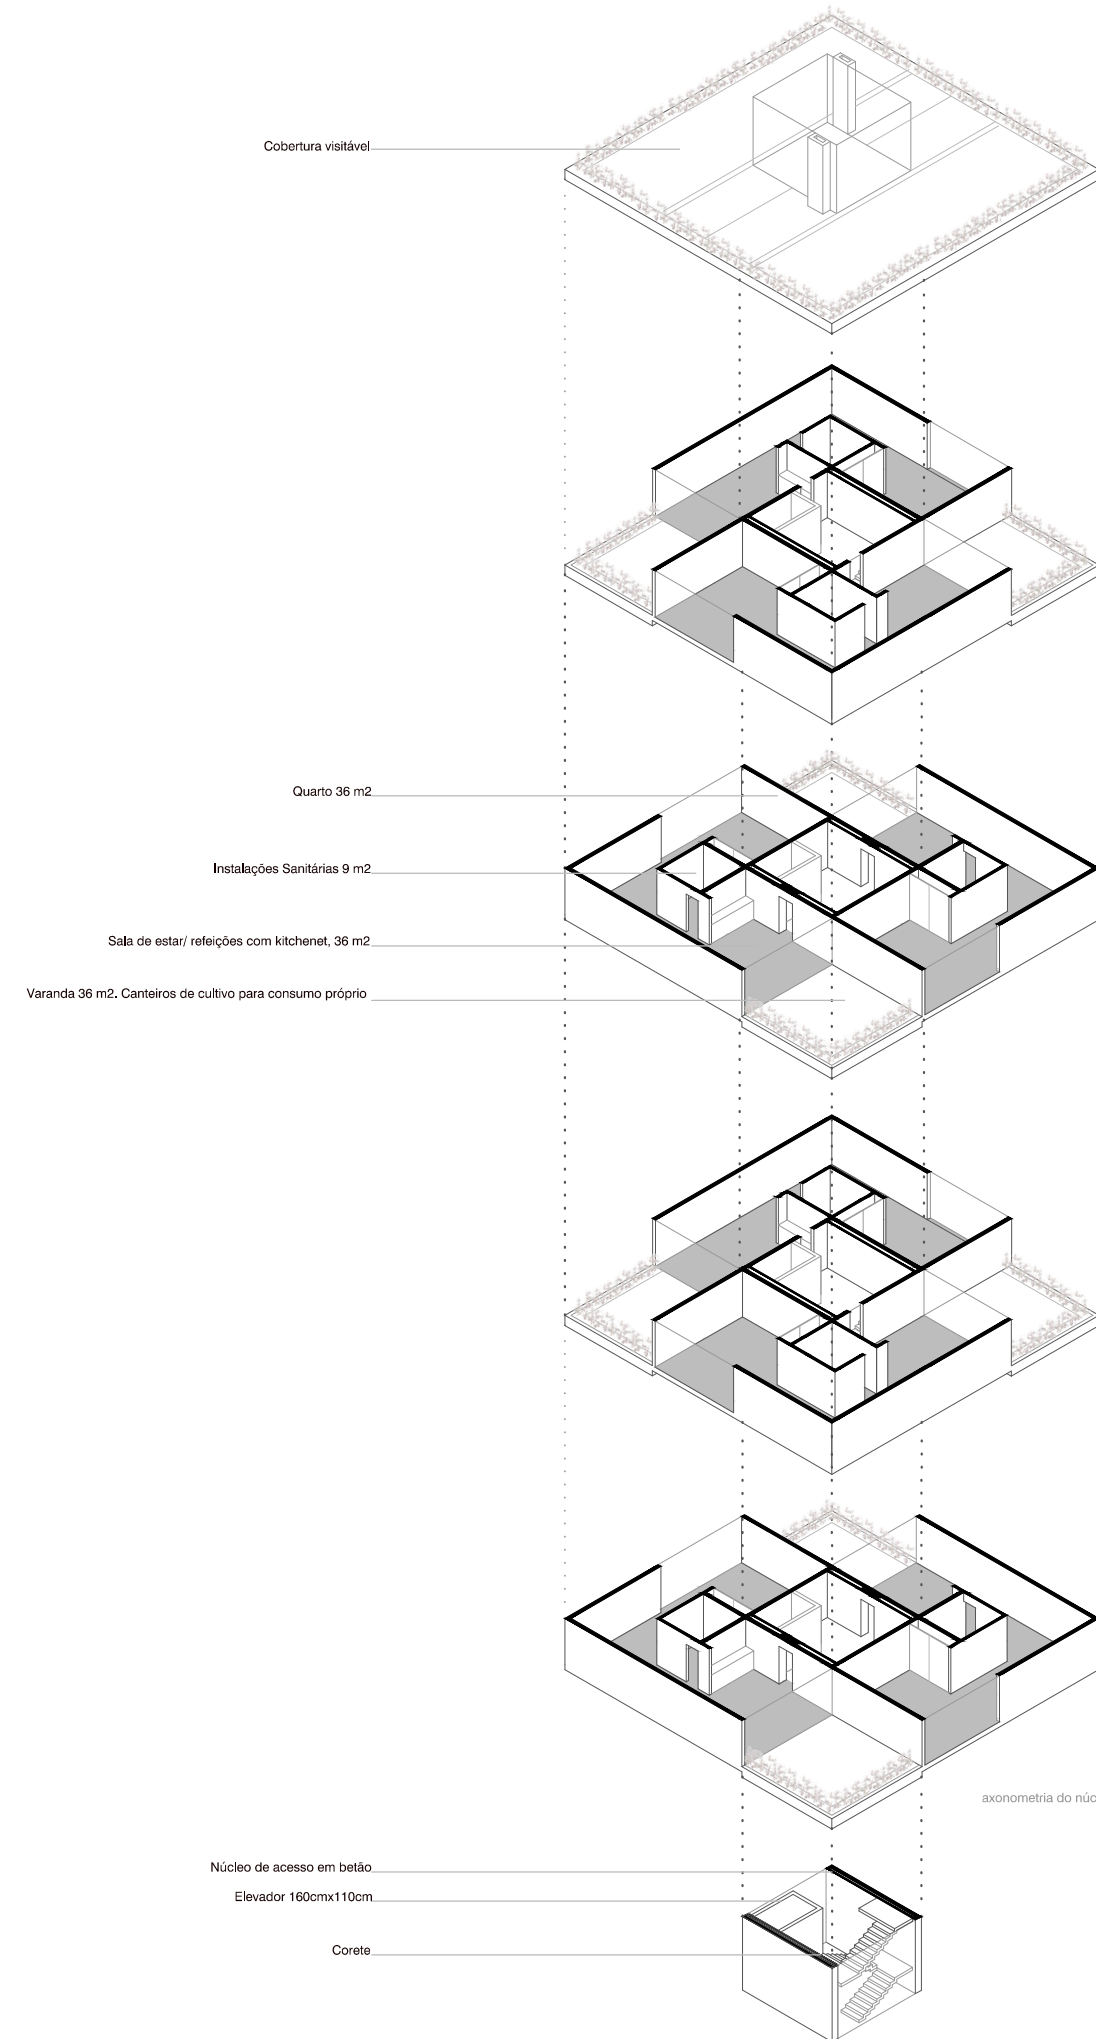 Cobertura visitável
Quarto 36 m2
Instalações Sanitárias 9 m2
Sala de estar/ refeições com kitchenet, 36 m2
Varanda 36 m2. Canteiros de cultivo para consumo próprio
axonometria do núc
Núcleo de acesso em betão
Elevador 160cmx110cm
Corete